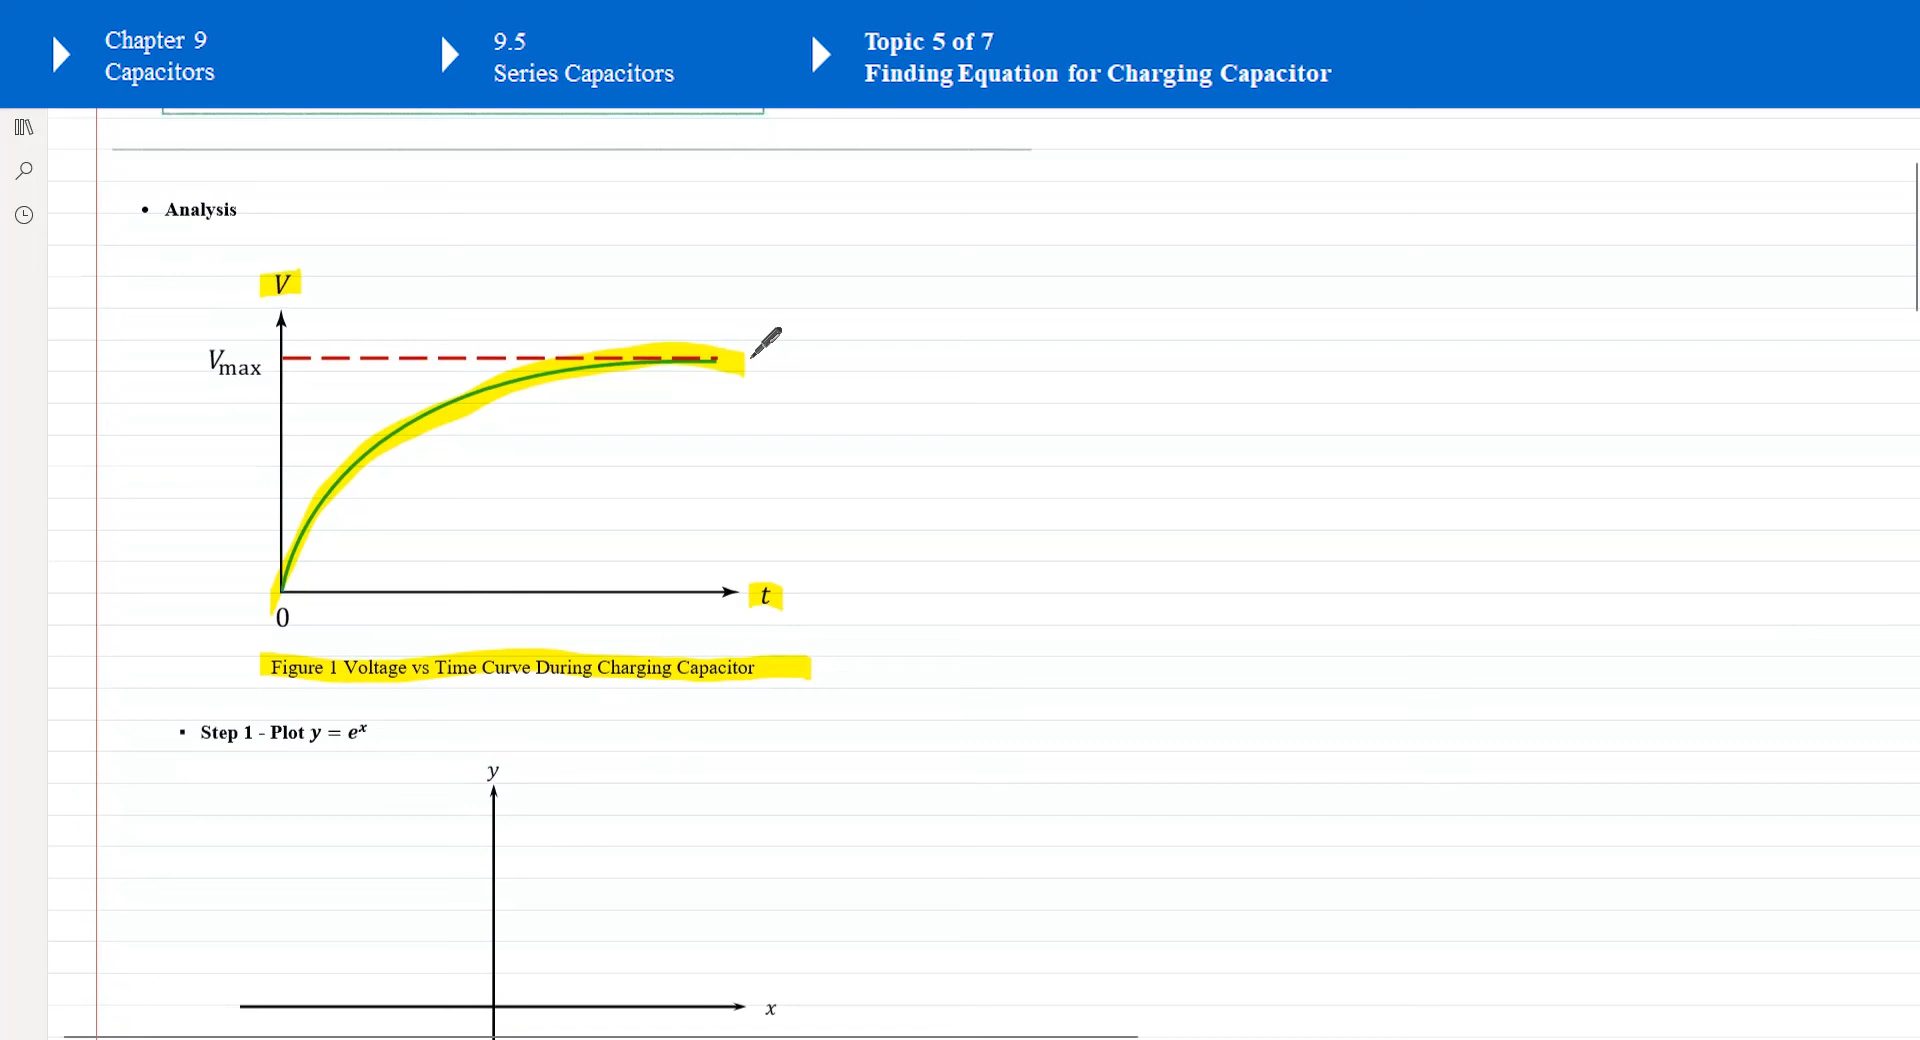 Chapter 9
Capacitors
9.5
Series Capacitors
Topic 5 of 7
Finding Equation for Charging Capacitor
• Analysis
V
Vmax
0
t
Figure 1 Voltage vs Time Curve During Charging Capacitor
▪ Step 1 - Plot y = eˣ
y
x